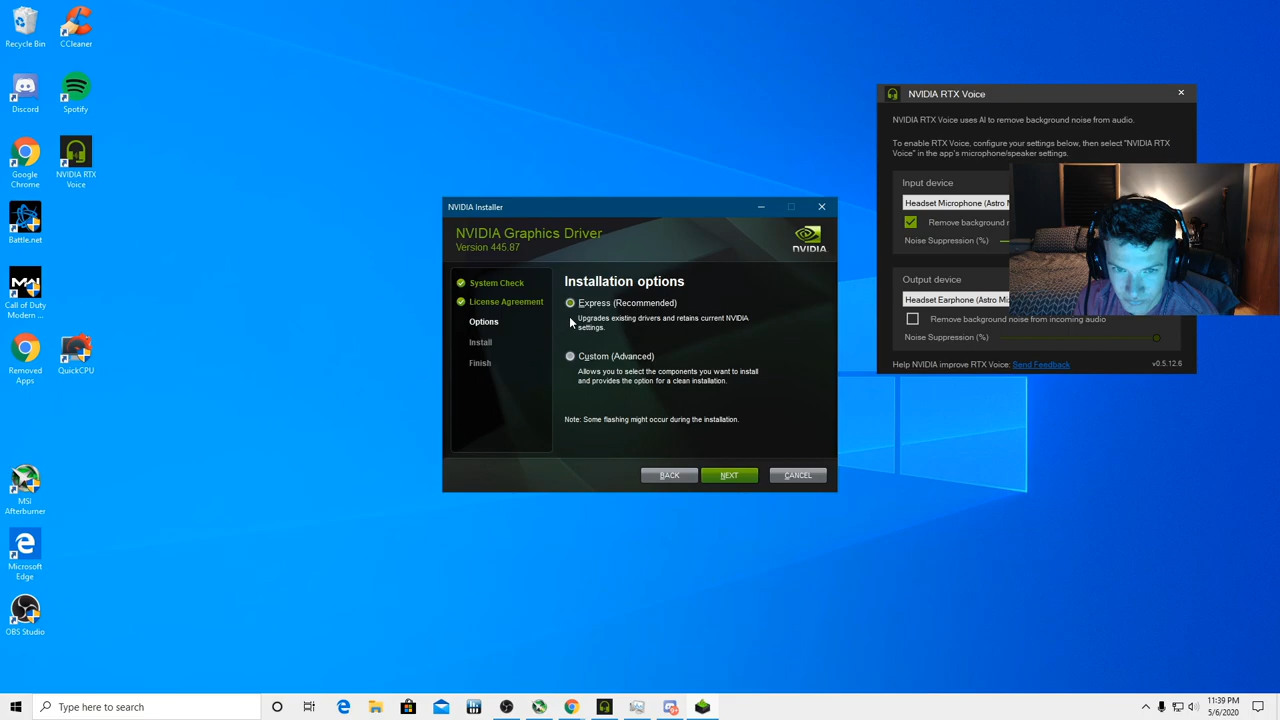 Recycle Bin
CCleaner
Discord
Spotify
Google
Chrome
NVIDIA RTX
Voice
Battle.net
Call of Duty
Modern ...
Removed
Apps
QuickCPU
MSI
Afterburner
Microsoft
Edge
OBS Studio
NVIDIA Installer
NVIDIA Graphics Driver
Version 445.87
NVIDIA
System Check
License Agreement
Options
Install
Finish
Installation options
Express (Recommended)
Upgrades existing drivers and retains current NVIDIA
settings.
Custom (Advanced)
Allows you to select the components you want to install
and provides the option for a clean installation.
Note: Some flashing might occur during the installation.
BACK
NEXT
CANCEL
NVIDIA RTX Voice
NVIDIA RTX Voice uses AI to remove background noise from audio.
To enable RTX Voice, configure your settings below, then select "NVIDIA RTX
Voice" in the app's microphone/speaker settings.
Input device
Headset Microphone (Astro M
Remove background n
Noise Suppression (%)
Output device
Headset Earphone (Astro Mi
Remove background noise from incoming audio
Noise Suppression (%)
Help NVIDIA improve RTX Voice: Send Feedback
v0.5.12.6
Type here to search
11:39 PM
5/6/2020